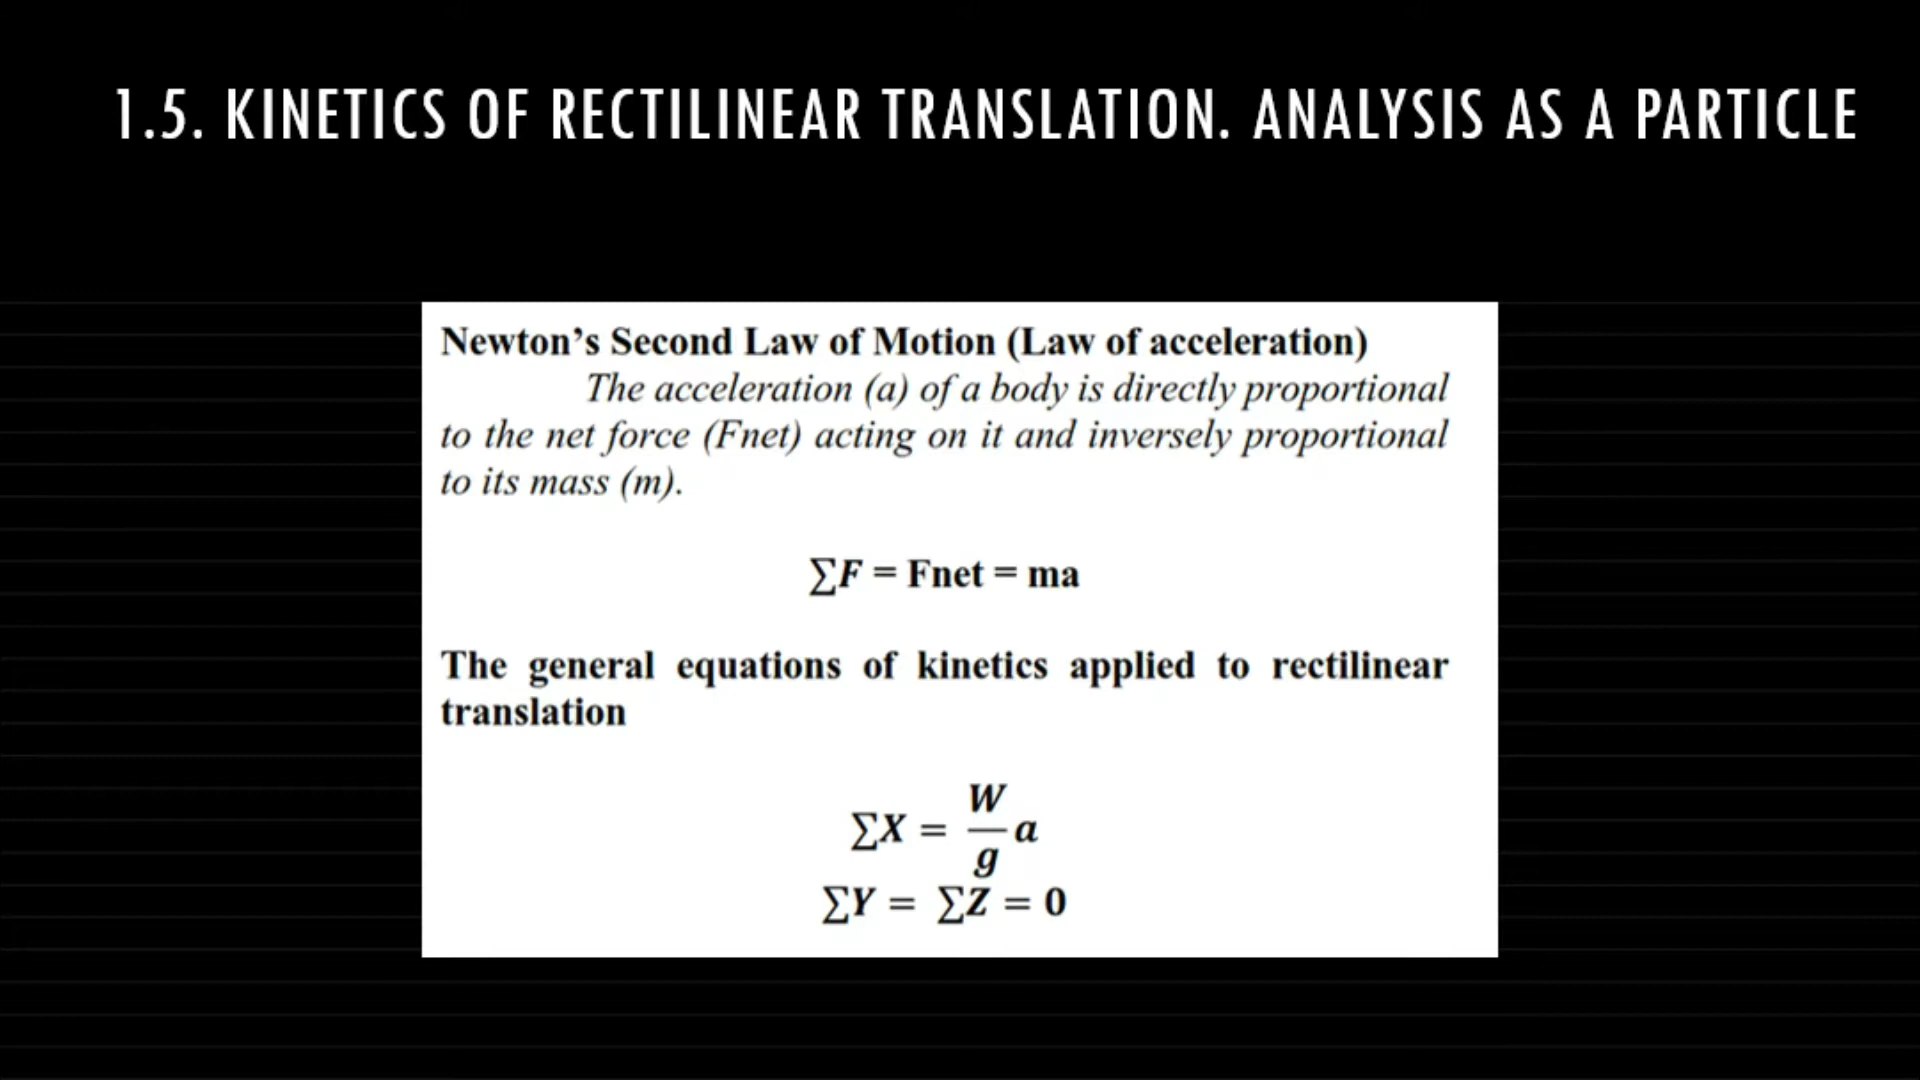 1.5. KINETICS OF RECTILINEAR TRANSLATION. ANALYSIS AS A PARTICLE
Newton’s Second Law of Motion (Law of acceleration)
The acceleration (a) of a body is directly proportional
to the net force (Fnet) acting on it and inversely proportional
to its mass (m).
∑F = Fnet = ma
The general equations of kinetics applied to rectilinear
translation
∑X = W/g a
∑Y = ∑Z = 0